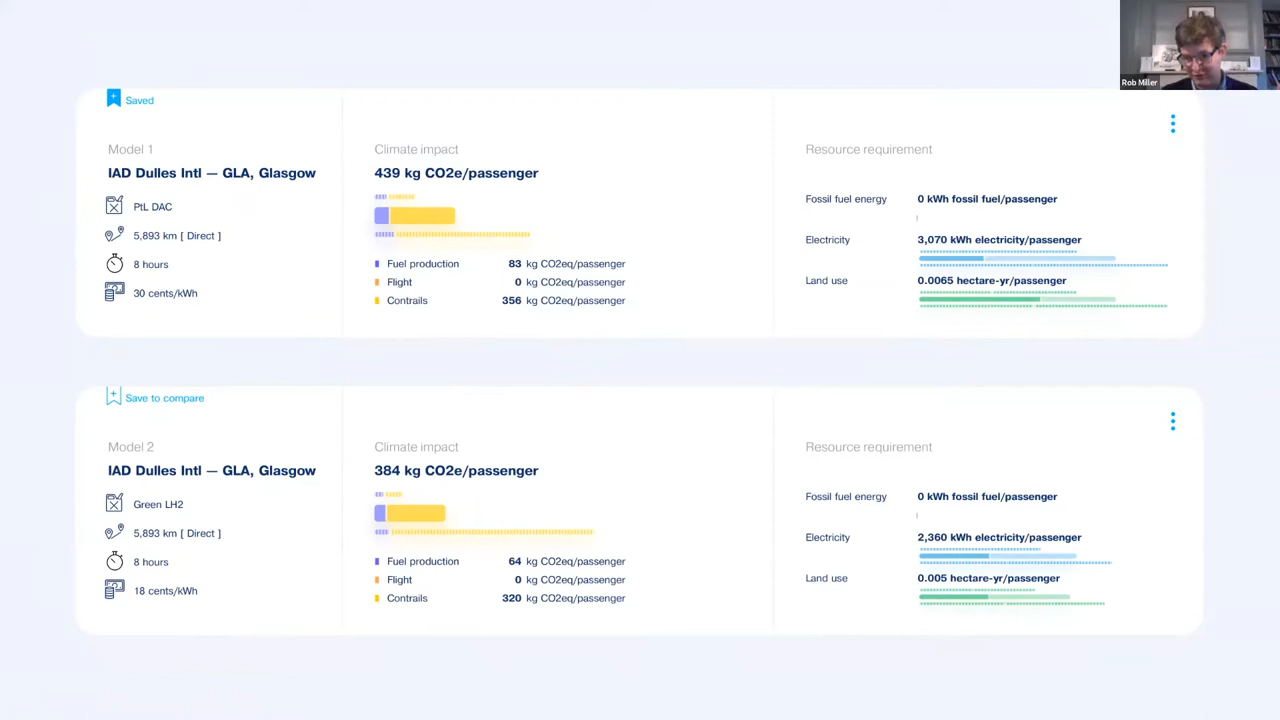 Rob Miller
Saved
Model 1
IAD Dulles Intl — GLA, Glasgow
PtL DAC
5,893 km [ Direct ]
8 hours
30 cents/kWh
Climate impact
439 kg CO2e/passenger
Fuel production 83 kg CO2eq/passenger
Flight 0 kg CO2eq/passenger
Contrails 356 kg CO2eq/passenger
Resource requirement
Fossil fuel energy 0 kWh fossil fuel/passenger
Electricity 3,070 kWh electricity/passenger
Land use 0.0065 hectare-yr/passenger
Save to compare
Model 2
IAD Dulles Intl — GLA, Glasgow
Green LH2
5,893 km [ Direct ]
8 hours
18 cents/kWh
Climate impact
384 kg CO2e/passenger
Fuel production 64 kg CO2eq/passenger
Flight 0 kg CO2eq/passenger
Contrails 320 kg CO2eq/passenger
Resource requirement
Fossil fuel energy 0 kWh fossil fuel/passenger
Electricity 2,360 kWh electricity/passenger
Land use 0.005 hectare-yr/passenger